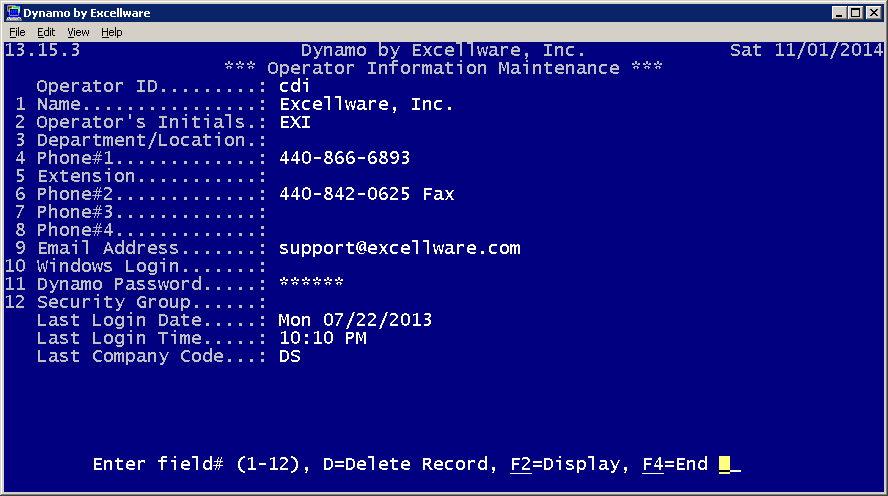 Dynamo by Excellware
File Edit View Help
13.15.3 Dynamo by Excellware, Inc. Sat 11/01/2014
*** Operator Information Maintenance ***
Operator ID.........: cdi
1 Name................: Excellware, Inc.
2 Operator's Initials.: EXI
3 Department/Location.:
4 Phone#1.............: 440-866-6893
5 Extension...........:
6 Phone#2.............: 440-842-0625 Fax
7 Phone#3.............:
8 Phone#4.............:
9 Email Address.......: support@excellware.com
10 Windows Login.......:
11 Dynamo Password.....: ******
12 Security Group......:
Last Login Date.....: Mon 07/22/2013
Last Login Time.....: 10:10 PM
Last Company Code...: DS
Enter field# (1-12), D=Delete Record, F2=Display, F4=End